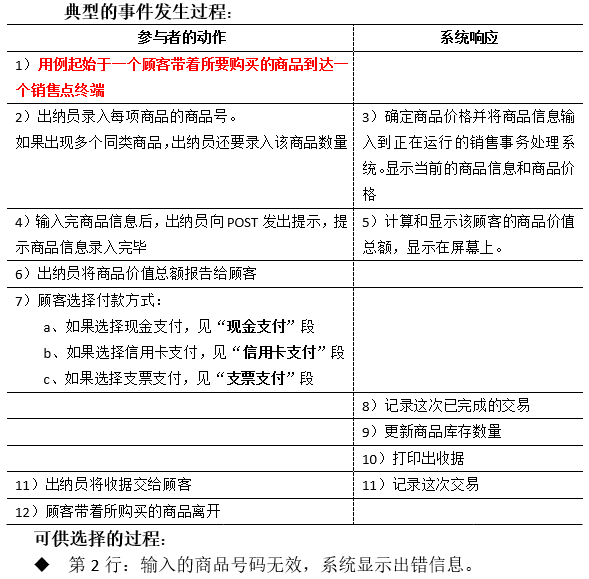 典型的事件发生过程：
参与者的动作 系统响应
1）用例起始于一个顾客带着所要购买的商品到达一
个销售点终端
2）出纳员录入每项商品的商品号。
如果出现多个同类商品，出纳员还要录入该商品数量
3）确定商品价格并将商品信息输
入到正在运行的销售事务处理系
统。显示当前的商品信息和商品价
格
4）输入完商品信息后，出纳员向 POST 发出提示，提
示商品信息录入完毕
5）计算和显示该顾客的商品价值
总额，显示在屏幕上。
6）出纳员将商品价值总额报告给顾客
7）顾客选择付款方式：
a、如果选择现金支付，见“现金支付”段
b、如果选择信用卡支付，见“信用卡支付”段
c、如果选择支票支付，见“支票支付”段
8）记录这次已完成的交易
9）更新商品库存数量
10）打印出收据
11）出纳员将收据交给顾客 11）记录这次交易
12）顾客带着所购买的商品离开
可供选择的过程：
◆ 第 2 行：输入的商品号码无效，系统显示出错信息。